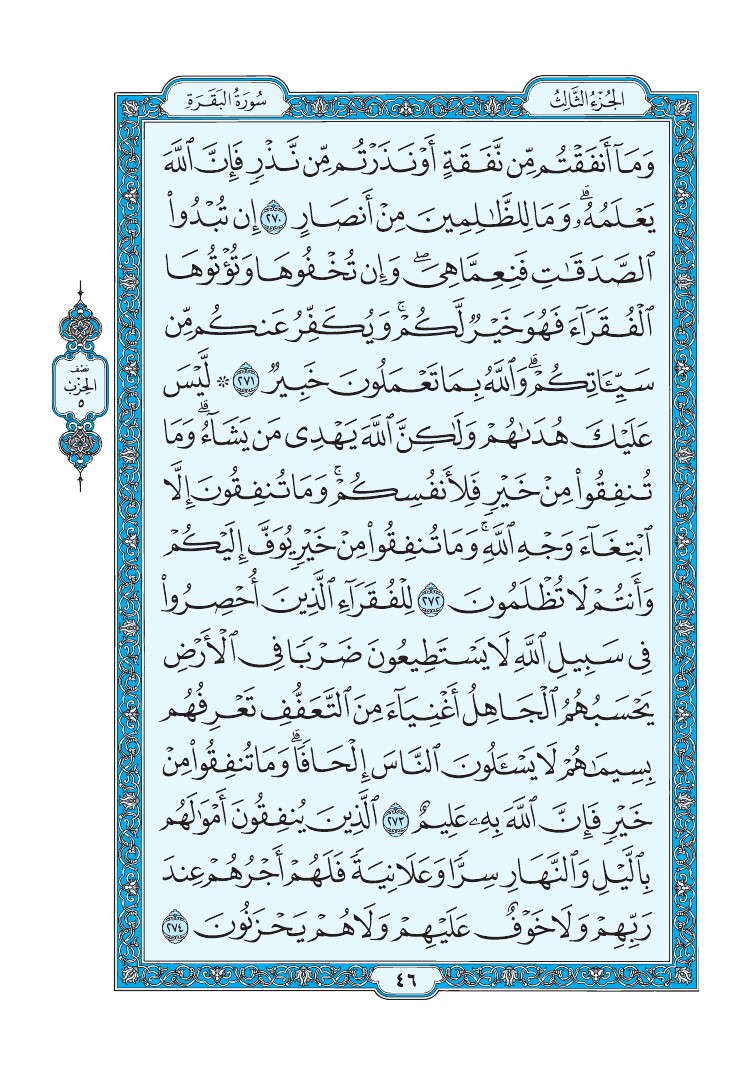 الجُزْءُ الثَّالِثُ
سُورَةُ البَقَرَةِ
وَمَآ أَنفَقۡتُم مِّن نَّفَقَةٍ أَوۡ نَذَرۡتُم مِّن نَّذۡرٖ فَإِنَّ ٱللَّهَ
يَعۡلَمُهُۥۗ وَمَا لِلظَّٰلِمِينَ مِنۡ أَنصَارٍ ٢٧٠ إِن تُبۡدُواْ
ٱلصَّدَقَٰتِ فَنِعِمَّا هِيَۖ وَإِن تُخۡفُوهَا وَتُؤۡتُوهَا
ٱلۡفُقَرَآءَ فَهُوَ خَيۡرٞ لَّكُمۡۚ وَيُكَفِّرُ عَنكُم مِّن
سَيِّـَٔاتِكُمۡۗ وَٱللَّهُ بِمَا تَعۡمَلُونَ خَبِيرٞ ٢٧١ ۞ لَّيۡسَ
عَلَيۡكَ هُدَىٰهُمۡ وَلَٰكِنَّ ٱللَّهَ يَهۡدِي مَن يَشَآءُۗ وَمَا
تُنفِقُواْ مِنۡ خَيۡرٖ فَلِأَنفُسِكُمۡۚ وَمَا تُنفِقُونَ إِلَّا
ٱبۡتِغَآءَ وَجۡهِ ٱللَّهِۚ وَمَا تُنفِقُواْ مِنۡ خَيۡرٖ يُوَفَّ إِلَيۡكُمۡ
وَأَنتُمۡ لَا تُظۡلَمُونَ ٢٧٢ لِلۡفُقَرَآءِ ٱلَّذِينَ أُحۡصِرُواْ
فِي سَبِيلِ ٱللَّهِ لَا يَسۡتَطِيعُونَ ضَرۡبٗا فِي ٱلۡأَرۡضِ
يَحۡسَبُهُمُ ٱلۡجَاهِلُ أَغۡنِيَآءَ مِنَ ٱلتَّعَفُّفِ تَعۡرِفُهُم
بِسِيمَٰهُمۡ لَا يَسۡـَٔلُونَ ٱلنَّاسَ إِلۡحَافٗاۗ وَمَا تُنفِقُواْ مِنۡ
خَيۡرٖ فَإِنَّ ٱللَّهَ بِهِۦ عَلِيمٌ ٢٧٣ ٱلَّذِينَ يُنفِقُونَ أَمۡوَٰلَهُم
بِٱلَّيۡلِ وَٱلنَّهَارِ سِرّٗا وَعَلَانِيَةٗ فَلَهُمۡ أَجۡرُهُمۡ عِندَ
رَبِّهِمۡ وَلَا خَوۡفٌ عَلَيۡهِمۡ وَلَا هُمۡ يَحۡزَنُونَ ٢٧٤
نصف
الحزب
٥
٤٦